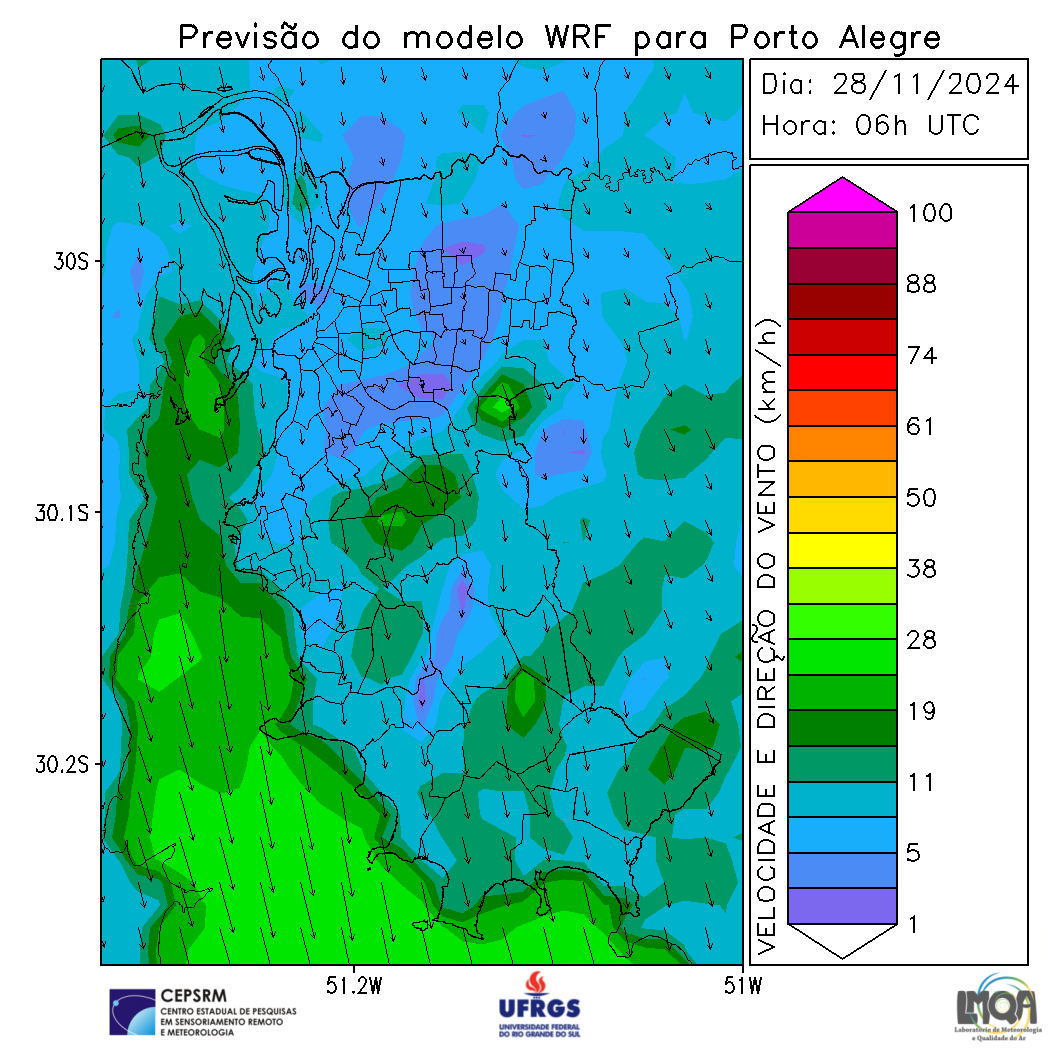 Previsão do modelo WRF para Porto Alegre
Dia: 28/11/2024
Hora: 06h UTC
30S
30.1S
30.2S
51.2W
51W
VELOCIDADE E DIREÇÃO DO VENTO (km/h)
100
88
74
61
50
38
28
19
11
5
1
CEPSRM
CENTRO ESTADUAL DE PESQUISAS
EM SENSORIAMENTO REMOTO
E METEOROLOGIA
UFRGS
UNIVERSIDADE FEDERAL
DO RIO GRANDE DO SUL
LMQA
Laboratório de Meteorologia
e Qualidade do Ar